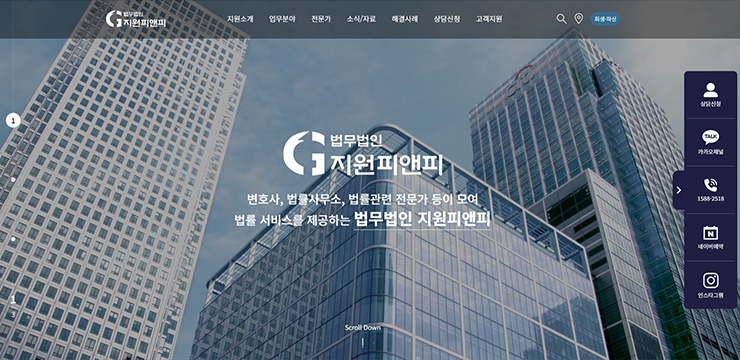 법무법인
지원피앤피
지원소개 업무분야 전문가 소식/자료 해결사례 상담신청 고객지원
회생·파산
1
법무법인
지원피앤피
변호사, 법률사무소, 법률관련 전문가 등이 모여
법률 서비스를 제공하는 법무법인 지원피앤피
1
3
Scroll Down
상담신청
TALK
카카오채널
1588-2518
N
네이버예약
인스타그램